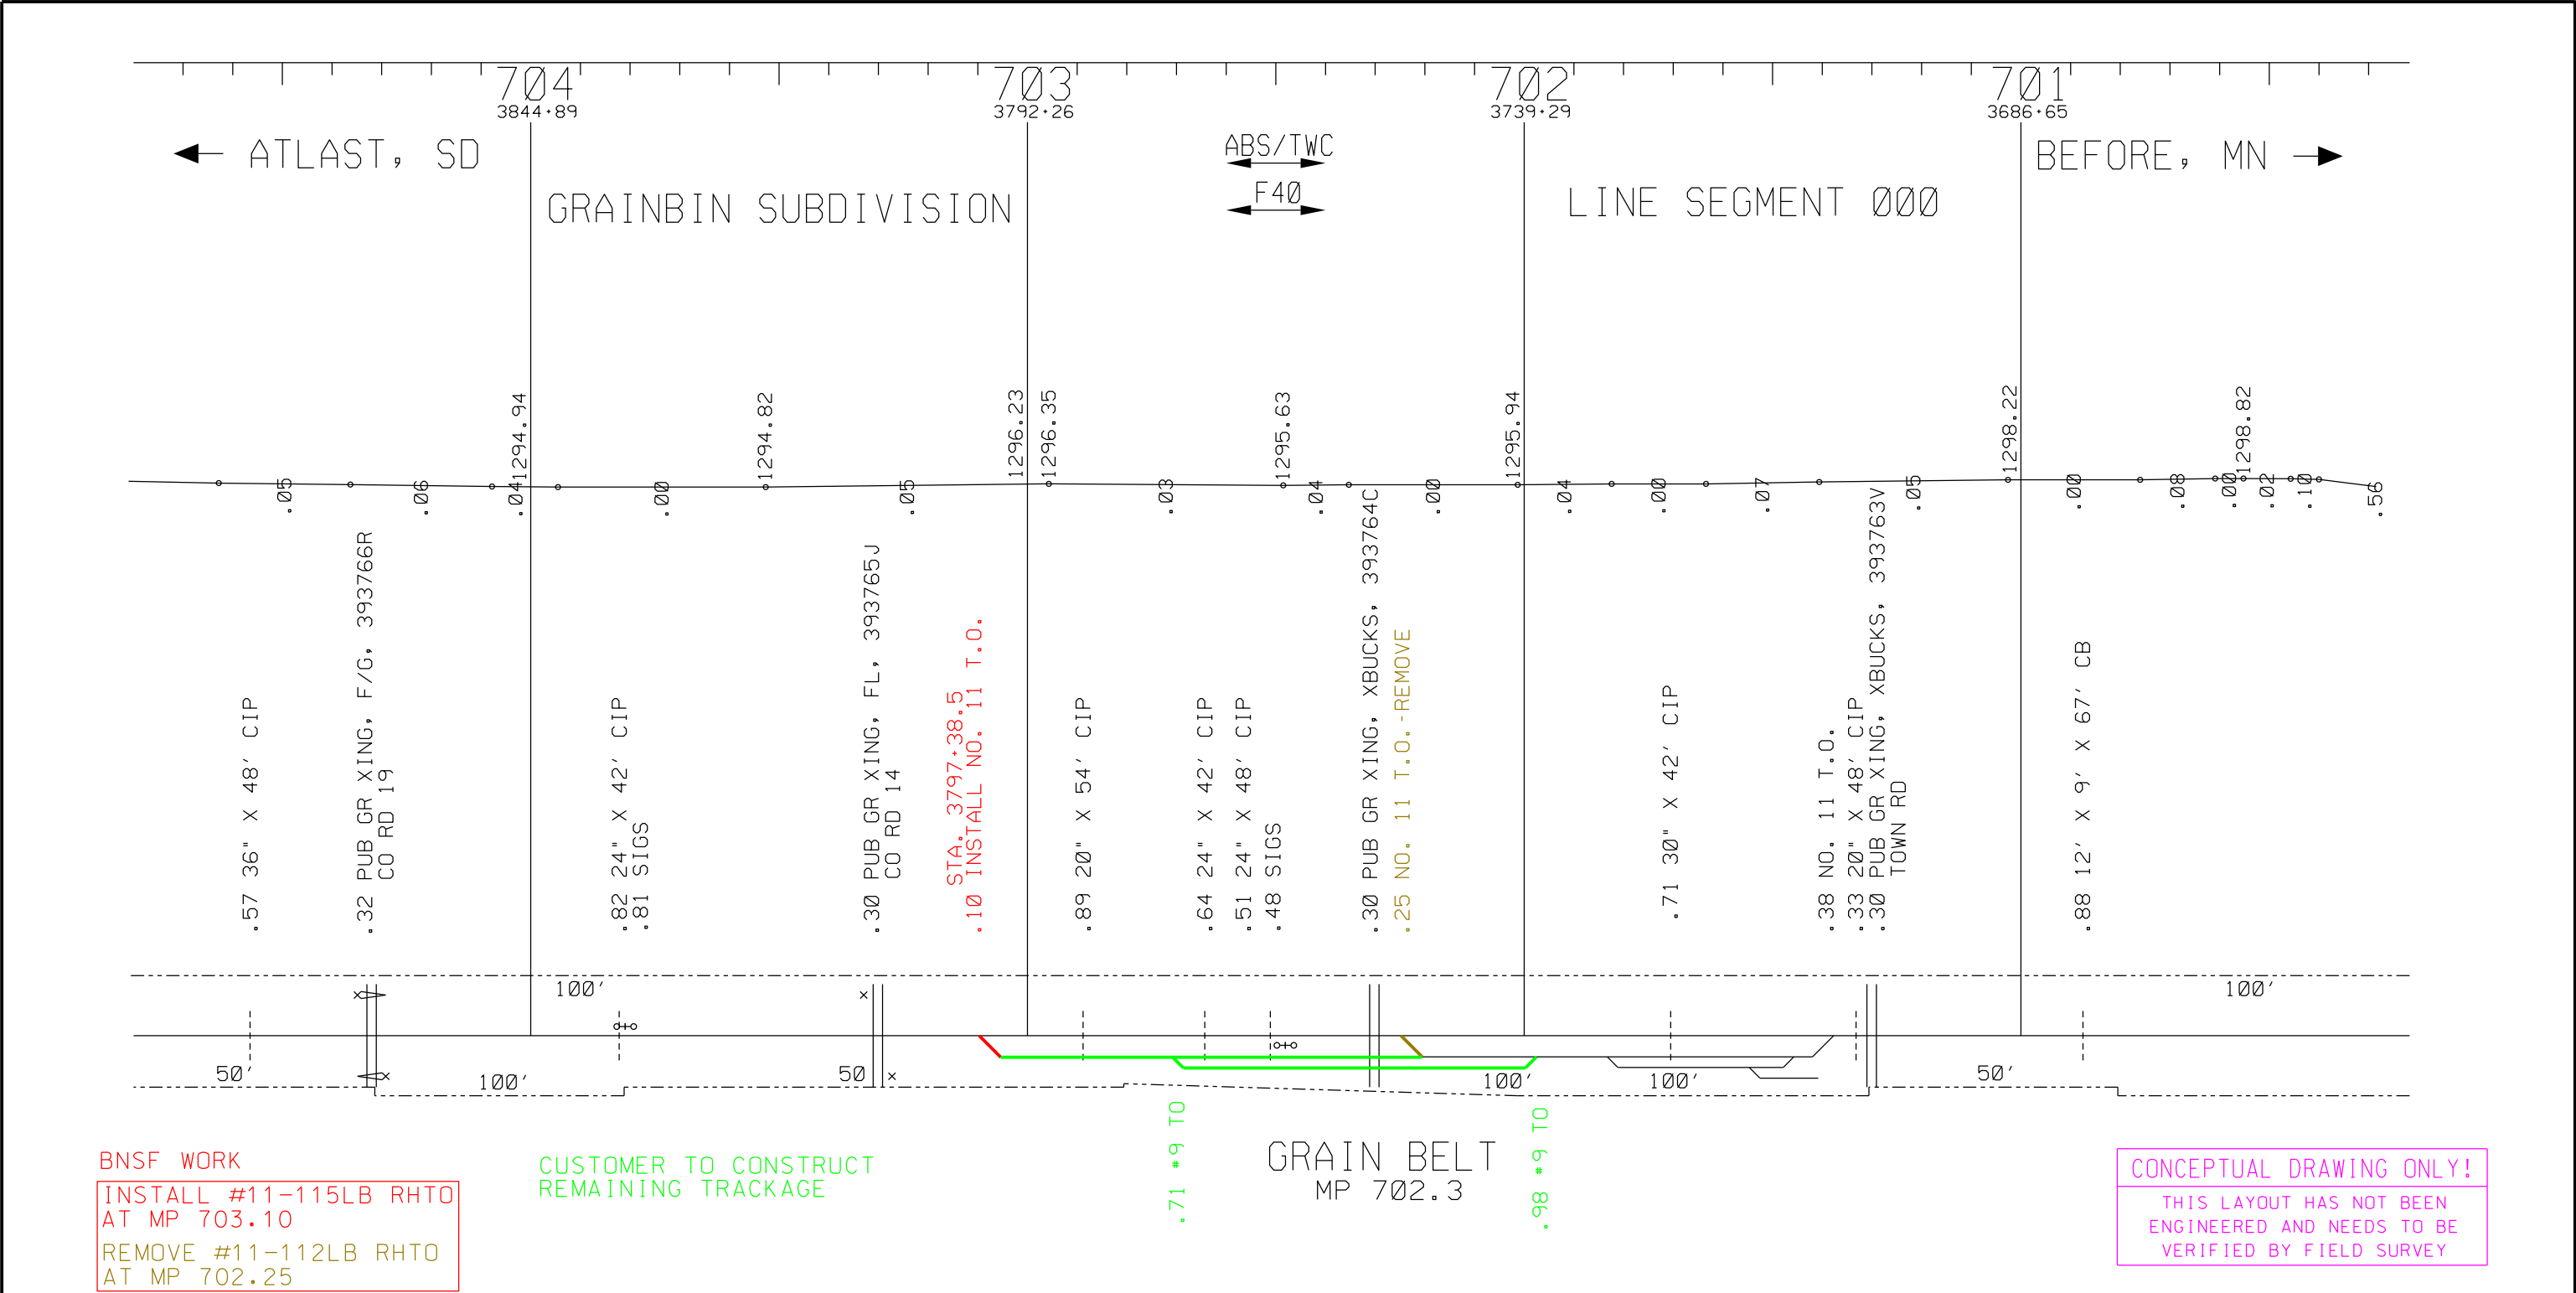 704
3844+89
703
3792+26
702
3739+29
701
3686+65
ATLAST, SD
ABS/TWC
BEFORE, MN
F40
GRAINBIN SUBDIVISION
LINE SEGMENT 000
1294.94
1294.82
1296.23
1296.35
1295.63
1295.94
1298.22
1298.82
.05
.06
.04
.00
.05
.03
.04
.00
.04
.00
.07
.05
.00
.08
.00
.02
.10
.56
.57 36" X 48' CIP
.32 PUB GR XING, F/G, 393766R
CO RD 19
.82 24" X 42' CIP
.81 SIGS
.30 PUB GR XING, FL, 393765J
CO RD 14
STA. 3797+38.5
.10 INSTALL NO. 11 T.O.
.89 20" X 54' CIP
.64 24" X 42' CIP
.51 24" X 48' CIP
.48 SIGS
.30 PUB GR XING, XBUCKS, 393764C
.25 NO. 11 T.O.-REMOVE
.71 30" X 42' CIP
.38 NO. 11 T.O.
.33 20" X 48' CIP
.30 PUB GR XING, XBUCKS, 393763V
TOWN RD
.88 12' X 9' X 67' CB
100'
100'
50'
100'
50
100'
100'
50'
.71 #9 TO
.98 #9 TO
GRAIN BELT
MP 702.3
BNSF WORK
INSTALL #11-115LB RHTO
AT MP 703.10
REMOVE #11-112LB RHTO
AT MP 702.25
CUSTOMER TO CONSTRUCT
REMAINING TRACKAGE
CONCEPTUAL DRAWING ONLY!
THIS LAYOUT HAS NOT BEEN
ENGINEERED AND NEEDS TO BE
VERIFIED BY FIELD SURVEY